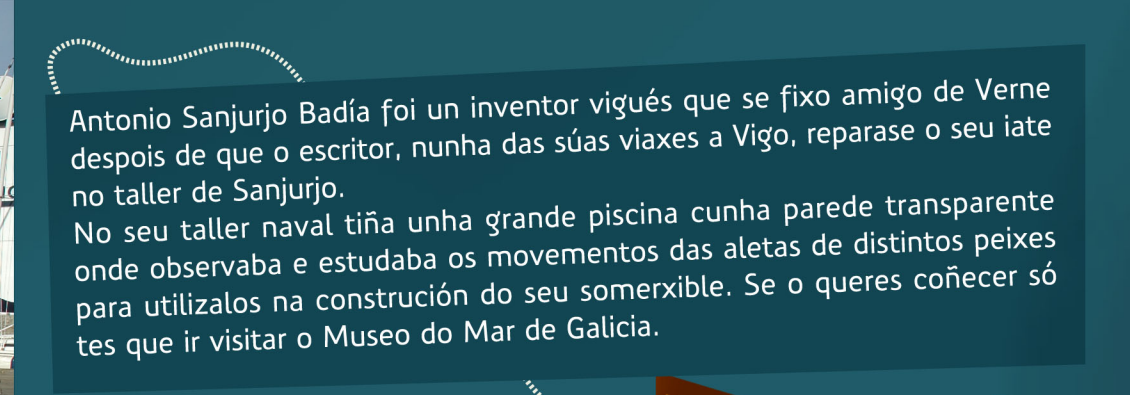 Antonio Sanjurjo Badía foi un inventor vigués que se fixo amigo de Verne
despois de que o escritor, nunha das súas viaxes a Vigo, reparase o seu iate
no taller de Sanjurjo.
No seu taller naval tiña unha grande piscina cunha parede transparente
onde observaba e estudaba os movementos das aletas de distintos peixes
para utilizalos na construción do seu somerxible. Se o queres coñecer só
tes que ir visitar o Museo do Mar de Galicia.